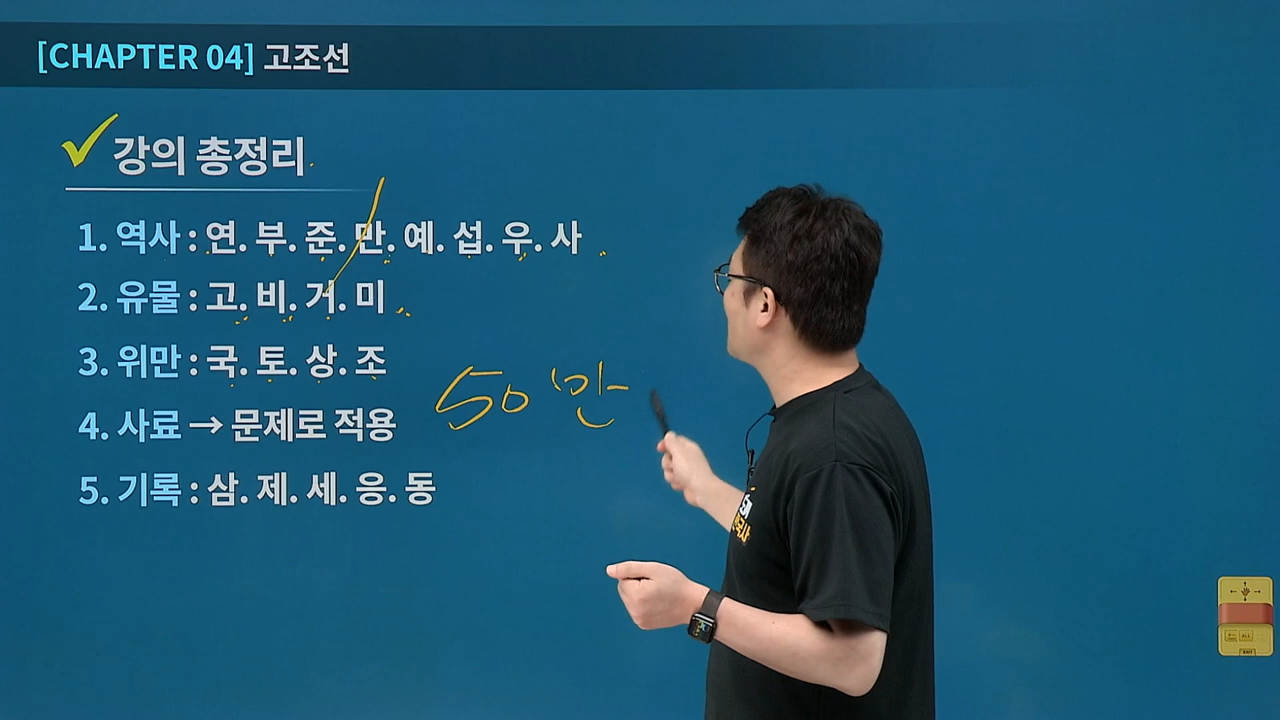 [CHAPTER 04] 고조선
강의 총정리
1. 역사 : 연. 부. 준. 만. 예. 섭. 우. 사
2. 유물 : 고. 비. 거. 미
3. 위만 : 국. 토. 상. 조
50만
4. 사료 → 문제로 적용
5. 기록 : 삼. 제. 세. 응. 동